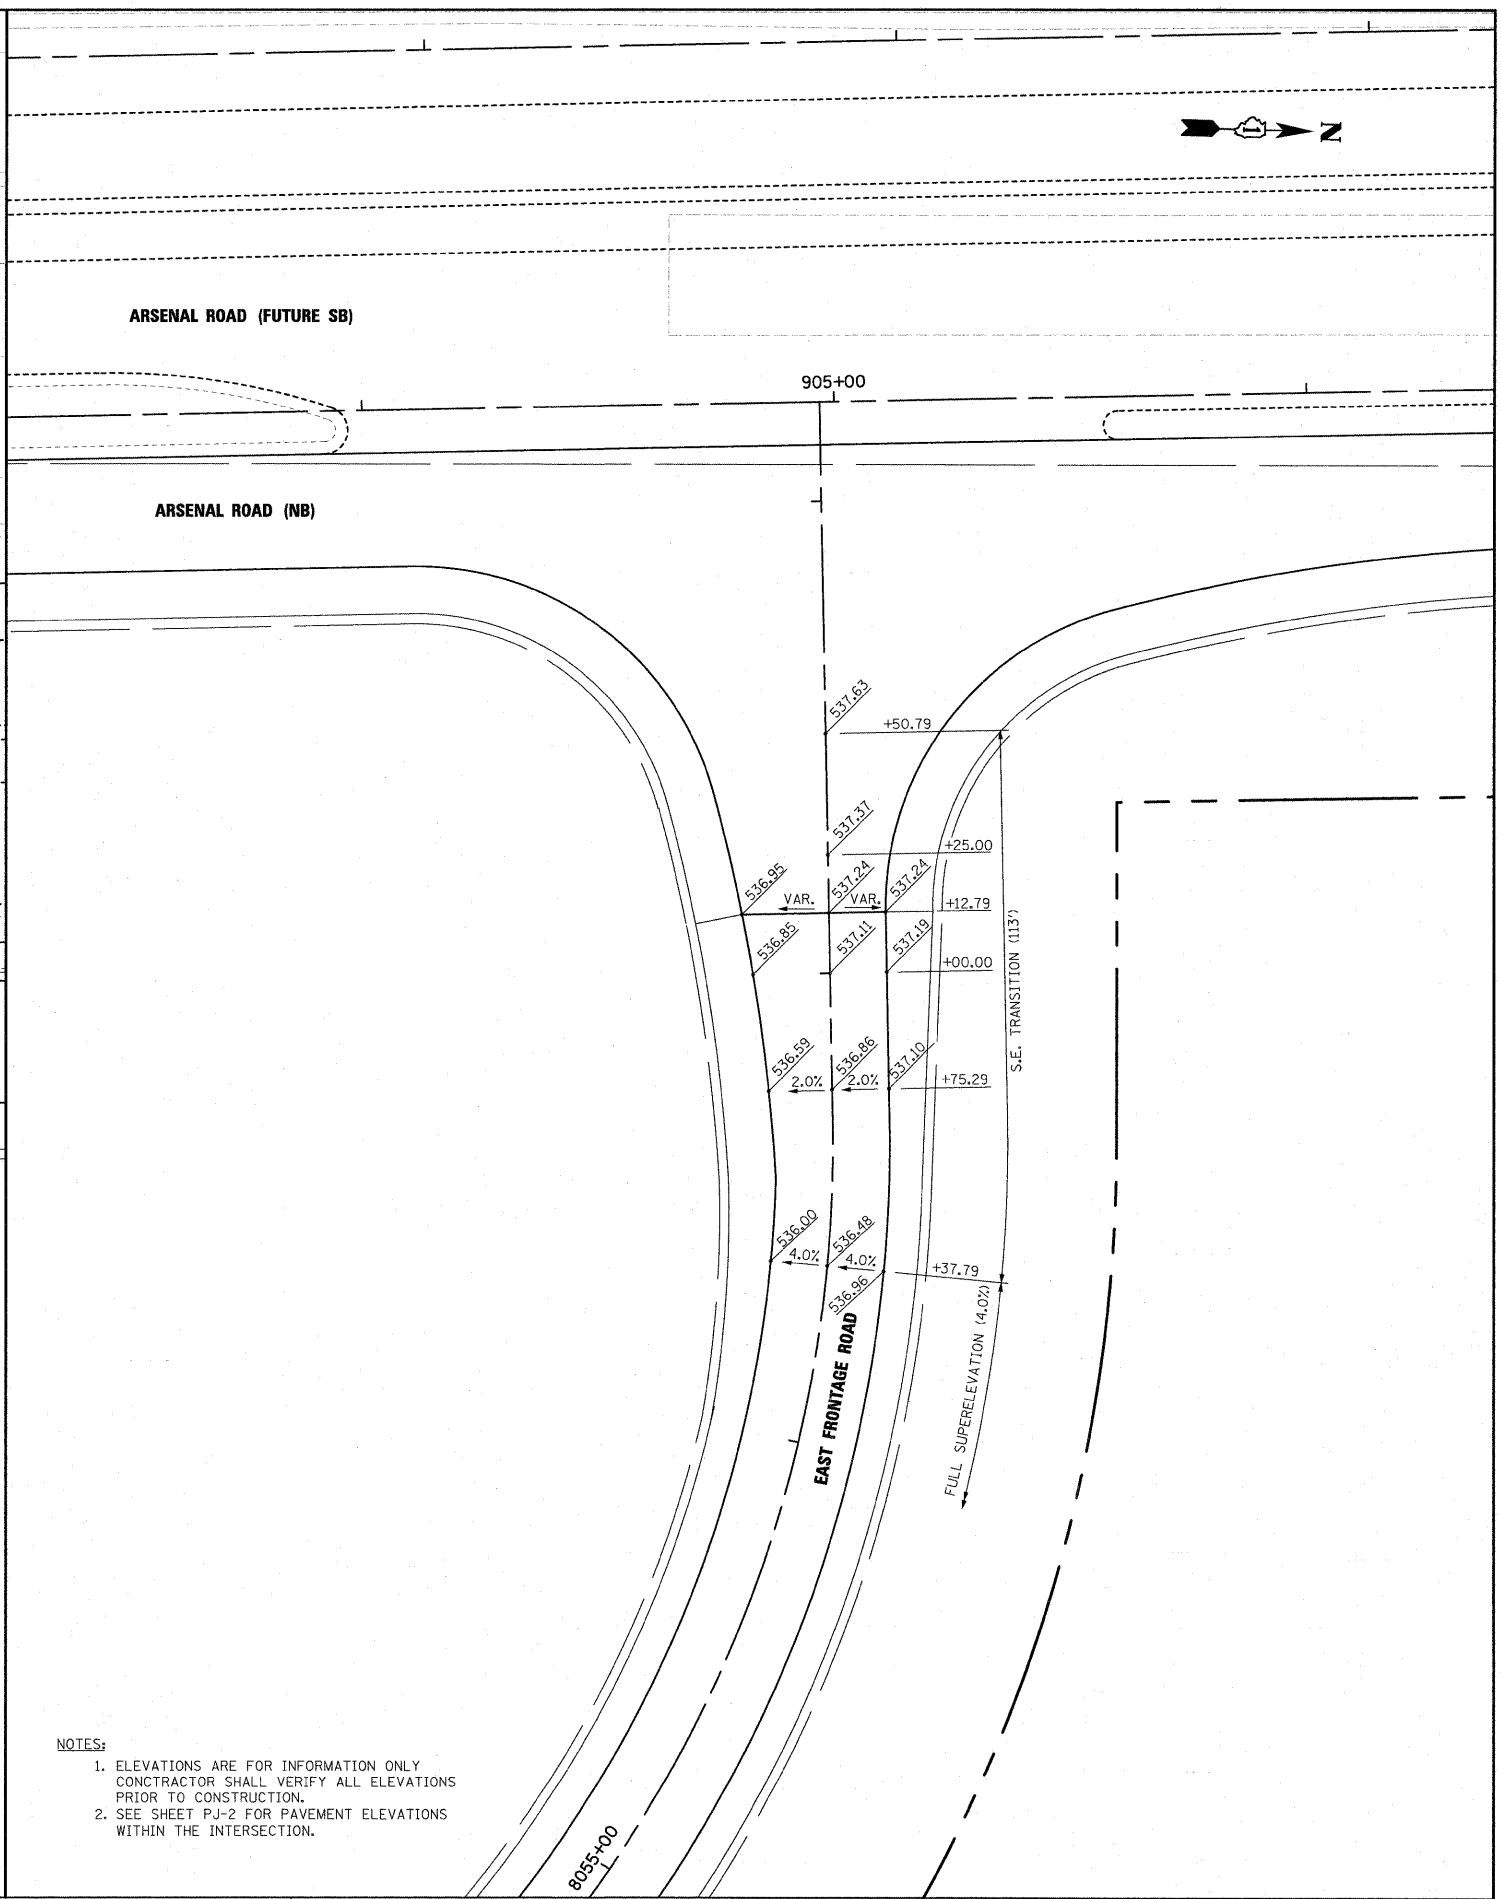 N
1
ARSENAL ROAD (FUTURE SB)
905+00
ARSENAL ROAD (NB)
537.63
+50.79
537.37
+25.00
536.95
VAR.
537.24
VAR.
537.24
+12.79
536.85
537.11
537.19
+00.00
S.E. TRANSITION (113')
536.59
2.0%
536.86
2.0%
537.10
+75.29
536.00
4.0%
536.48
4.0%
536.96
+37.79
EAST FRONTAGE ROAD
FULL SUPERELEVATION (4.0%)
8055+00
NOTES:
1. ELEVATIONS ARE FOR INFORMATION ONLY
CONCTRACTOR SHALL VERIFY ALL ELEVATIONS
PRIOR TO CONSTRUCTION.
2. SEE SHEET PJ-2 FOR PAVEMENT ELEVATIONS
WITHIN THE INTERSECTION.